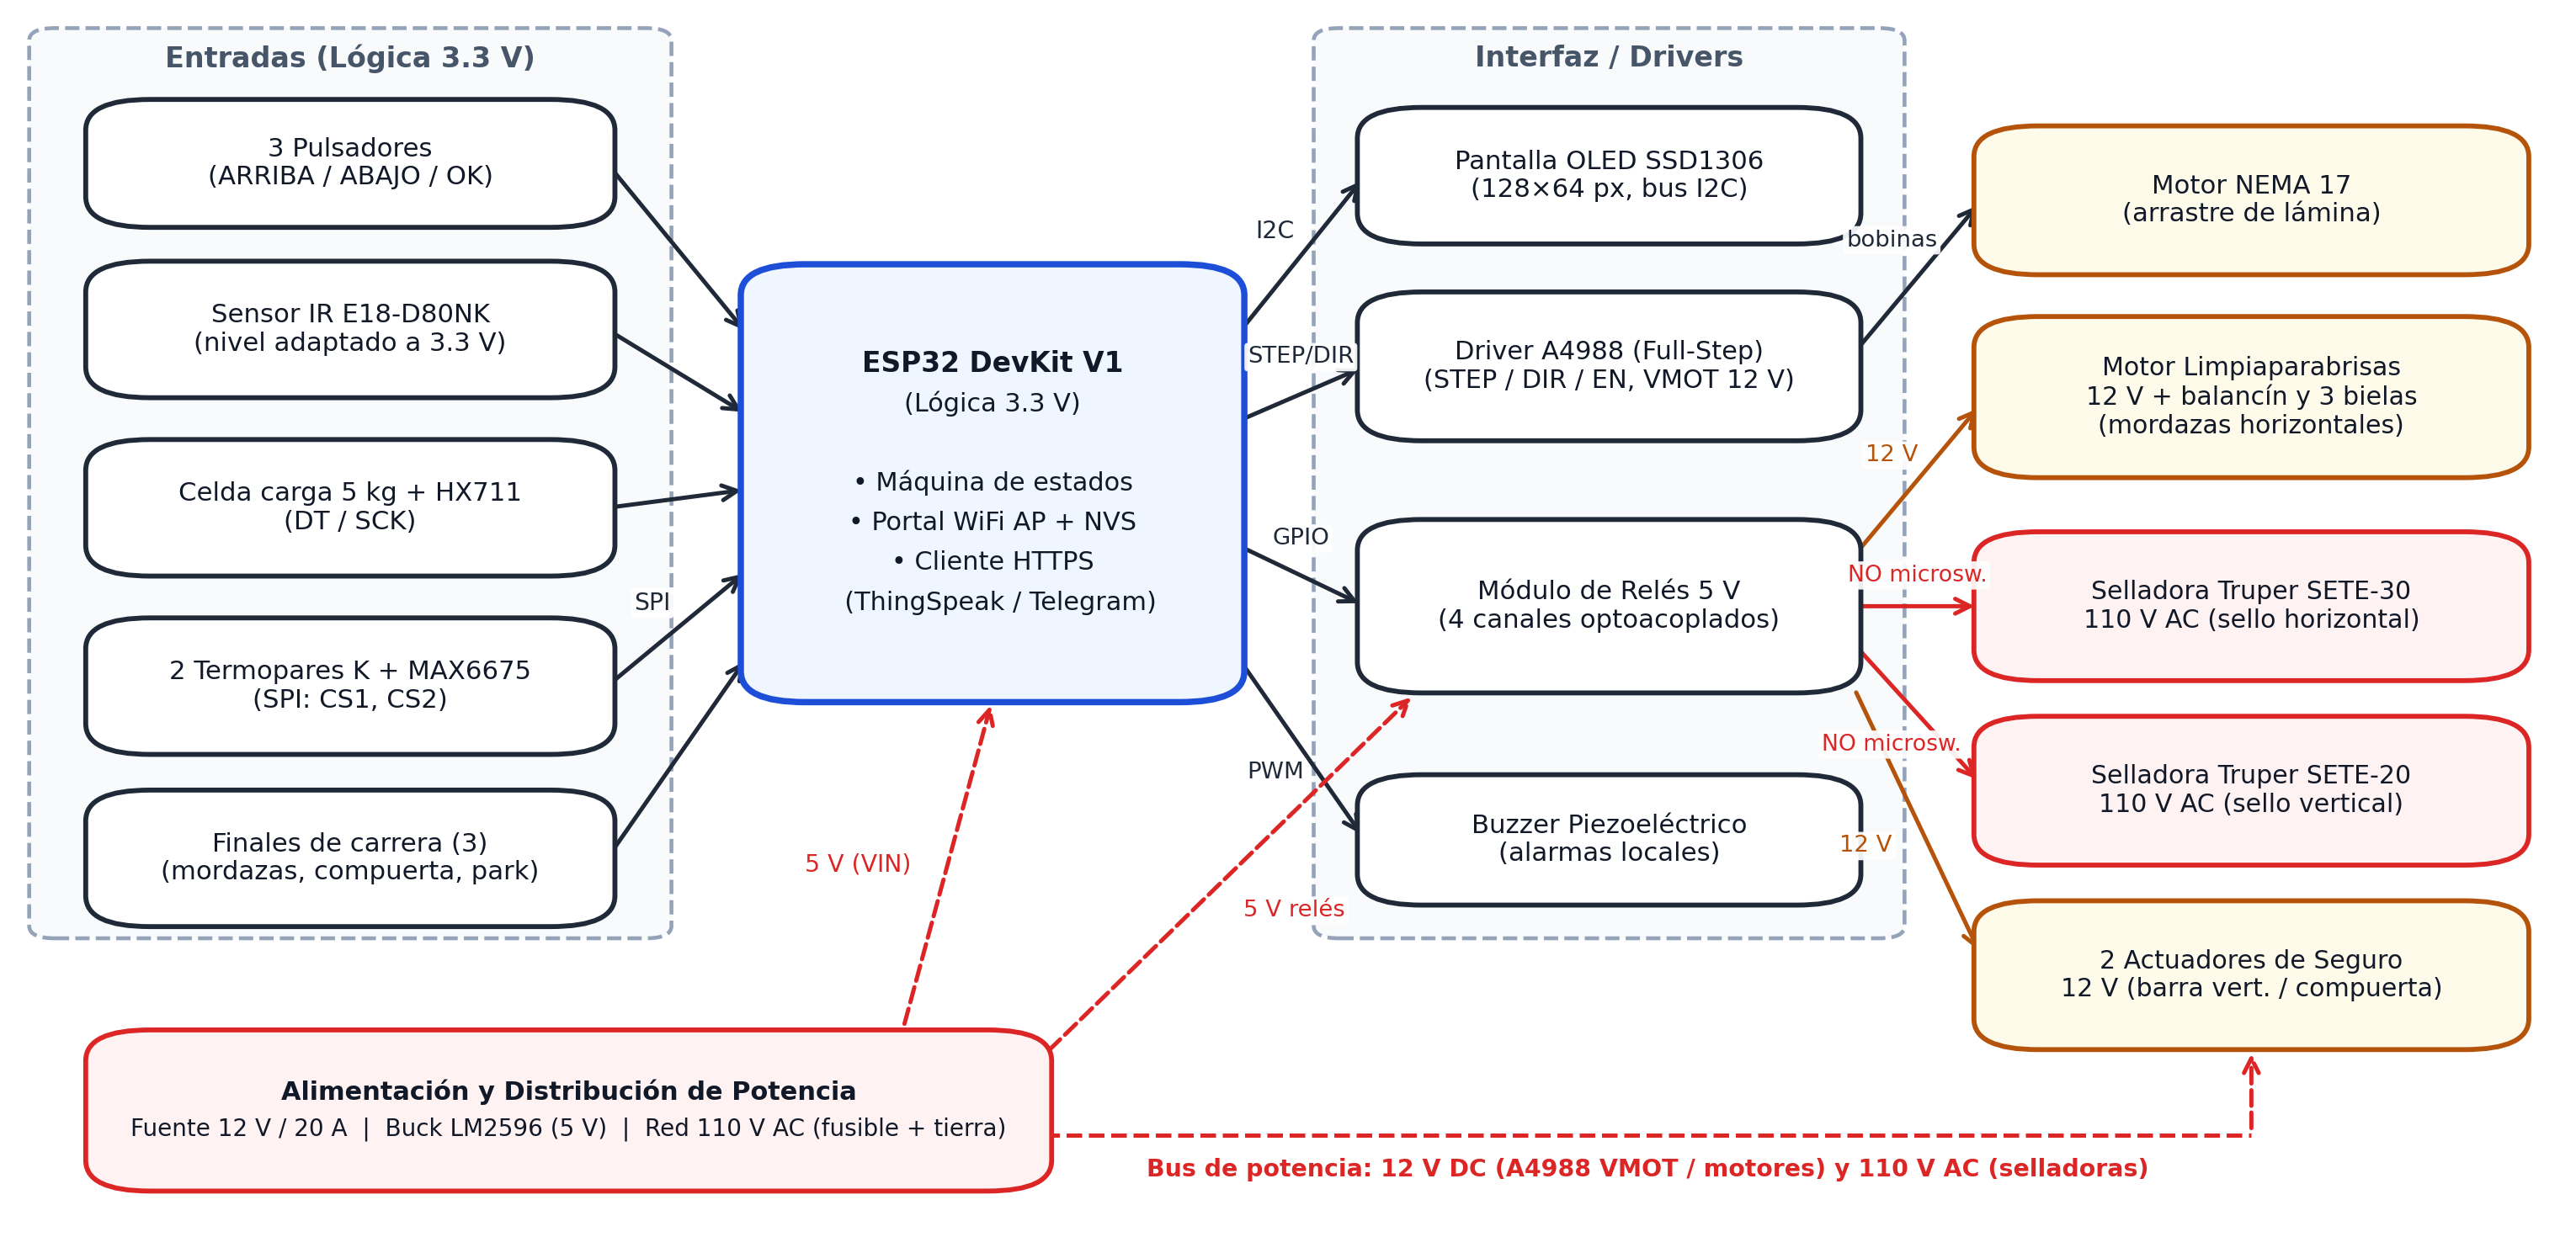 Entradas (Lógica 3.3 V)
3 Pulsadores
(ARRIBA / ABAJO / OK)
Sensor IR E18-D80NK
(nivel adaptado a 3.3 V)
Celda carga 5 kg + HX711
(DT / SCK)
2 Termopares K + MAX6675
(SPI: CS1, CS2)
Finales de carrera (3)
(mordazas, compuerta, park)
SPI
ESP32 DevKit V1
(Lógica 3.3 V)
• Máquina de estados
• Portal WiFi AP + NVS
• Cliente HTTPS
(ThingSpeak / Telegram)
I2C
STEP/DIR
GPIO
PWM
Interfaz / Drivers
Pantalla OLED SSD1306
(128×64 px, bus I2C)
Driver A4988 (Full-Step)
(STEP / DIR / EN, VMOT 12 V)
Módulo de Relés 5 V
(4 canales optoacoplados)
Buzzer Piezoeléctrico
(alarmas locales)
bobinas
12 V
NO microsw.
NO microsw.
12 V
Motor NEMA 17
(arrastre de lámina)
Motor Limpiaparabrisas
12 V + balancín y 3 bielas
(mordazas horizontales)
Selladora Truper SETE-30
110 V AC (sello horizontal)
Selladora Truper SETE-20
110 V AC (sello vertical)
2 Actuadores de Seguro
12 V (barra vert. / compuerta)
5 V (VIN)
5 V relés
Alimentación y Distribución de Potencia
Fuente 12 V / 20 A | Buck LM2596 (5 V) | Red 110 V AC (fusible + tierra)
Bus de potencia: 12 V DC (A4988 VMOT / motores) y 110 V AC (selladoras)